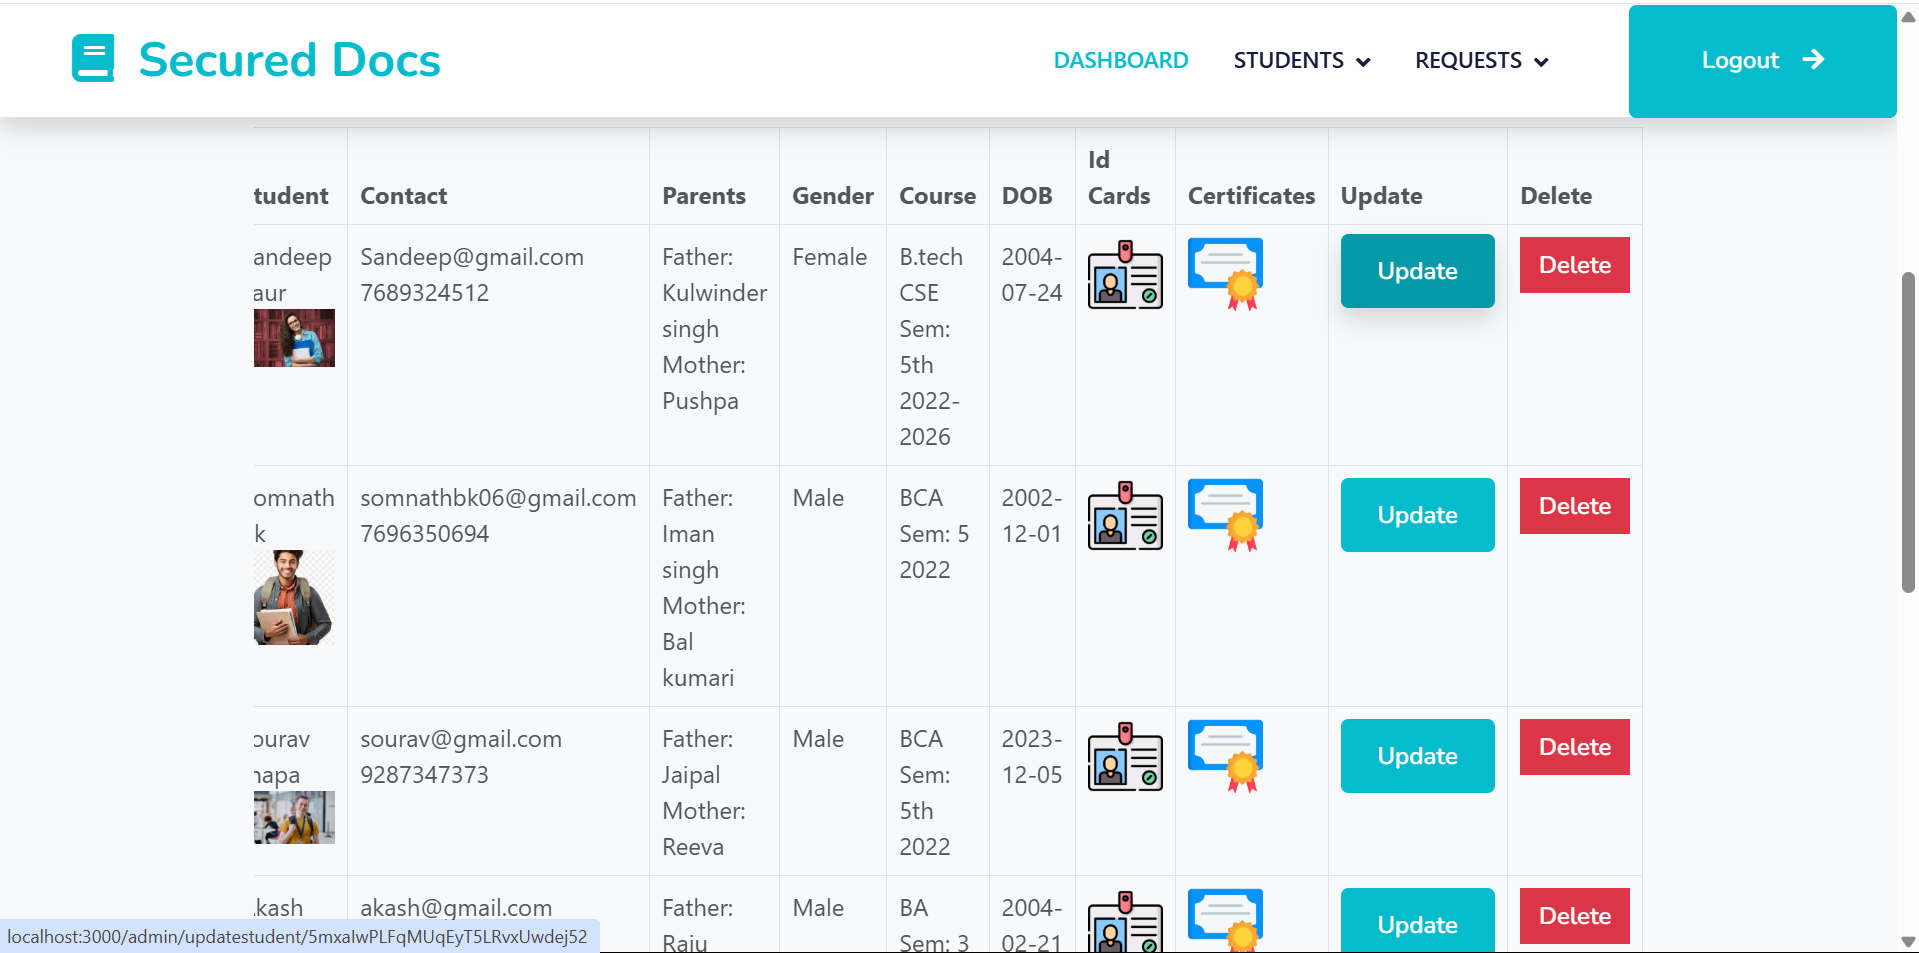 Secured Docs
DASHBOARD STUDENTS REQUESTS Logout
tudent Contact Parents Gender Course DOB Id Cards Certificates Update Delete
andeep
aur
Sandeep@gmail.com
7689324512
Father:
Kulwinder
singh
Mother:
Pushpa
Female
B.tech
CSE
Sem:
5th
2022-
2026
2004-
07-24
Update
Delete
omnath
k
somnathbk06@gmail.com
7696350694
Father:
Iman
singh
Mother:
Bal
kumari
Male
BCA
Sem: 5
2022
2002-
12-01
Update
Delete
ourav
hapa
sourav@gmail.com
9287347373
Father:
Jaipal
Mother:
Reeva
Male
BCA
Sem:
5th
2022
2023-
12-05
Update
Delete
kash
akash@gmail.com
Father:
Raju
Male
BA
Sem: 3
2004-
02-21
Update
Delete
localhost:3000/admin/updatestudent/5mxaIwPLFqMUqEyT5LRvxUwdej52